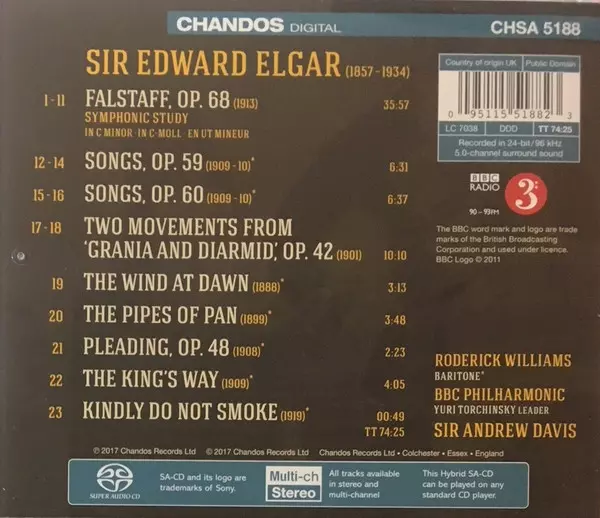 CHANDOS DIGITAL
CHSA 5188
SIR EDWARD ELGAR (1857-1934)
1-11 FALSTAFF, OP. 68 (1913) 35:57
SYMPHONIC STUDY
IN C MINOR · IN C-MOLL · EN UT MINEUR
12-14 SONGS, OP. 59 (1909-10)* 6:31
15-16 SONGS, OP. 60 (1909-10)* 6:37
17-18 TWO MOVEMENTS FROM
'GRANIA AND DIARMID', OP. 42 (1901) 10:10
19 THE WIND AT DAWN (1888)* 3:13
20 THE PIPES OF PAN (1899)* 3:48
21 PLEADING, OP. 48 (1908)* 2:23
22 THE KING'S WAY (1909)* 4:05
23 KINDLY DO NOT SMOKE (1919)* 00:49
TT 74:25
Country of origin UK Public Domain
0 95115 51882 3
LC 7038 DDD TT 74:25
Recorded in 24-bit/96 kHz
5.0-channel surround sound
BBC
RADIO
3
90 – 93 FM
The BBC word mark and logo are trade
marks of the British Broadcasting
Corporation and used under licence.
BBC Logo © 2011
RODERICK WILLIAMS
BARITONE*
BBC PHILHARMONIC
YURI TORCHINSKY LEADER
SIR ANDREW DAVIS
℗ 2017 Chandos Records Ltd © 2017 Chandos Records Ltd Chandos Records Ltd • Colchester • Essex • England
SUPER AUDIO CD
SA-CD and its logo are
trademarks of Sony.
Multi-ch
Stereo
All tracks available
in stereo and
multi-channel
This Hybrid SA-CD
can be played on any
standard CD player.